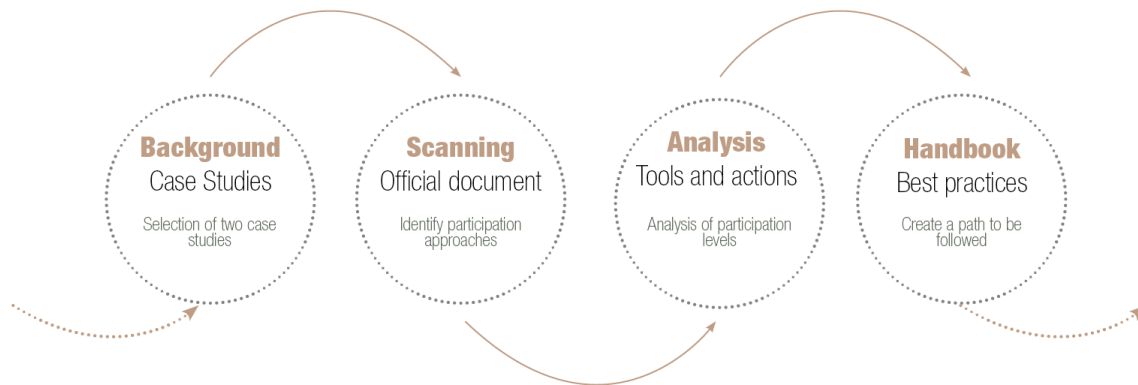 Background
Case Studies
Selection of two case
studies
Scanning
Official document
Identify participation
approaches
Analysis
Tools and actions
Analysis of participation
levels
Handbook
Best practices
Create a path to be
followed